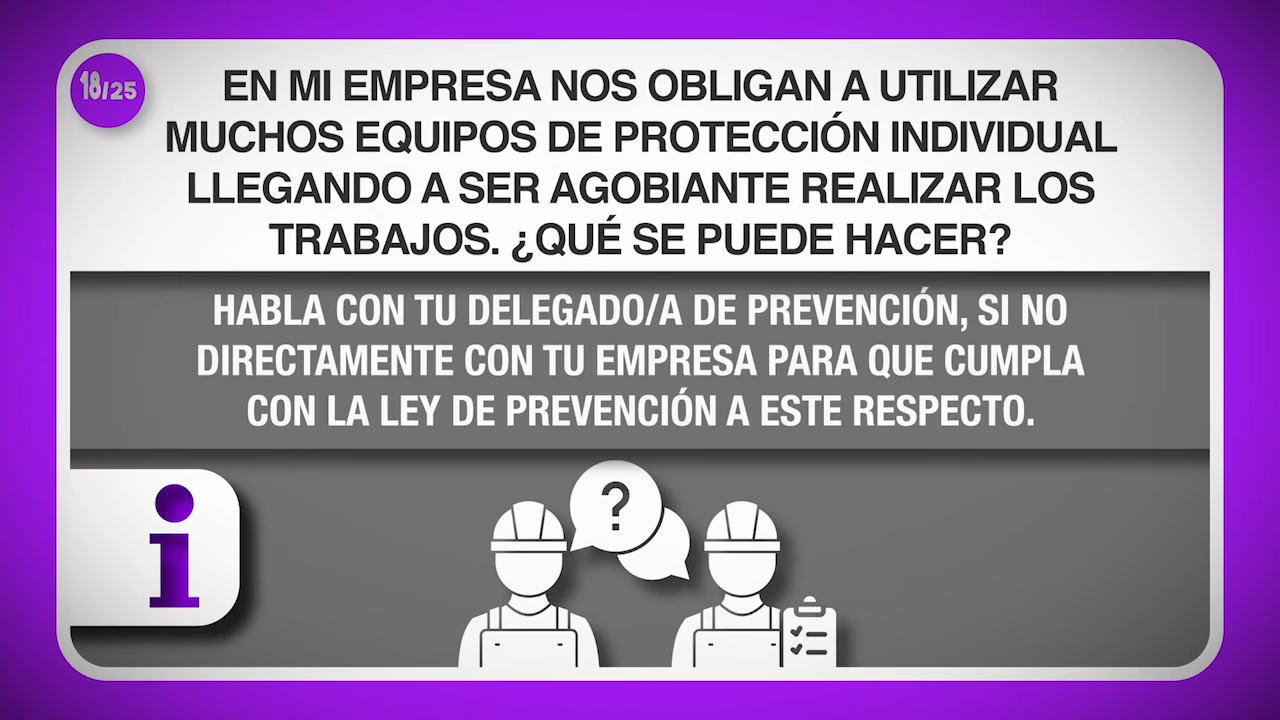 18/25
EN MI EMPRESA NOS OBLIGAN A UTILIZAR
MUCHOS EQUIPOS DE PROTECCIÓN INDIVIDUAL
LLEGANDO A SER AGOBIANTE REALIZAR LOS
TRABAJOS. ¿QUÉ SE PUEDE HACER?
HABLA CON TU DELEGADO/A DE PREVENCIÓN, SI NO
DIRECTAMENTE CON TU EMPRESA PARA QUE CUMPLA
CON LA LEY DE PREVENCIÓN A ESTE RESPECTO.
?
i